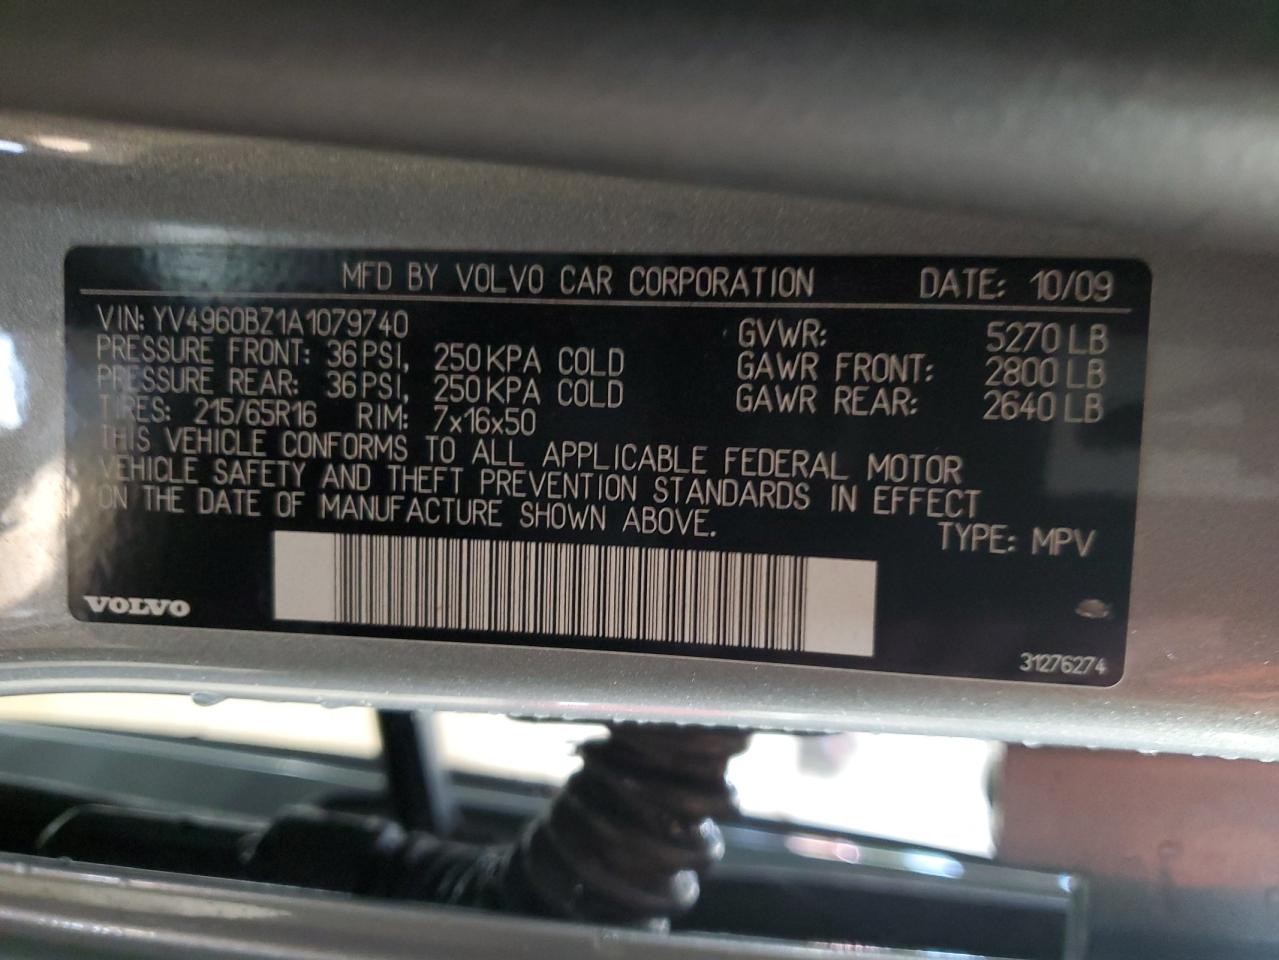 MFD BY VOLVO CAR CORPORATION DATE: 10/09
VIN: YV4960BZ1A1079740 GVWR: 5270 LB
PRESSURE FRONT: 36 PSI, 250 KPA COLD GAWR FRONT: 2800 LB
PRESSURE REAR: 36 PSI, 250 KPA COLD GAWR REAR: 2640 LB
TIRES: 215/65R16 RIM: 7x16x50
THIS VEHICLE CONFORMS TO ALL APPLICABLE FEDERAL MOTOR
VEHICLE SAFETY AND THEFT PREVENTION STANDARDS IN EFFECT
ON THE DATE OF MANUFACTURE SHOWN ABOVE.
TYPE: MPV
VOLVO
31276274